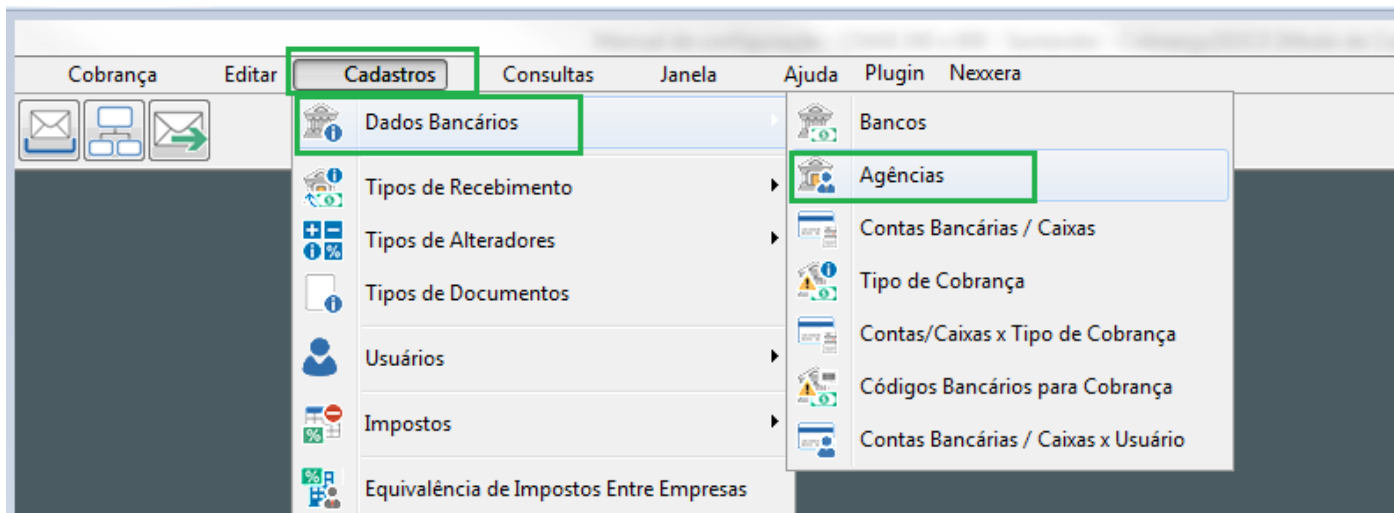 Cobrança Editar Cadastros Consultas Janela Ajuda Plugin Nexxera
Dados Bancários
Tipos de Recebimento
Tipos de Alteradores
Tipos de Documentos
Usuários
Impostos
Equivalência de Impostos Entre Empresas
Bancos
Agências
Contas Bancárias / Caixas
Tipo de Cobrança
Contas/Caixas x Tipo de Cobrança
Códigos Bancários para Cobrança
Contas Bancárias / Caixas x Usuário